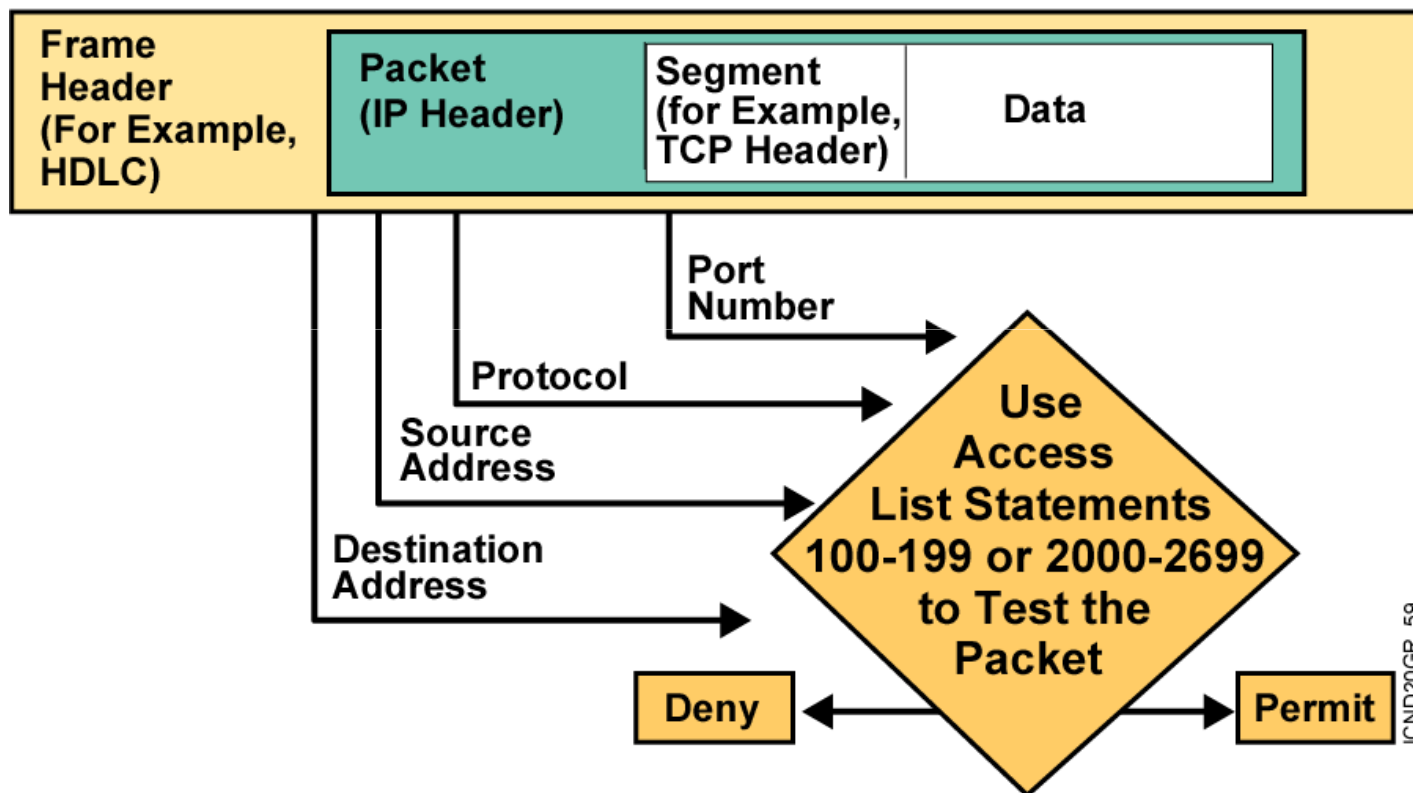 Frame
Header
(For Example,
HDLC)
Packet
(IP Header)
Segment
(for Example,
TCP Header)
Data
Port
Number
Protocol
Source
Address
Destination
Address
Use
Access
List Statements
100-199 or 2000-2699
to Test the
Packet
Deny
Permit
ICND20GR_59